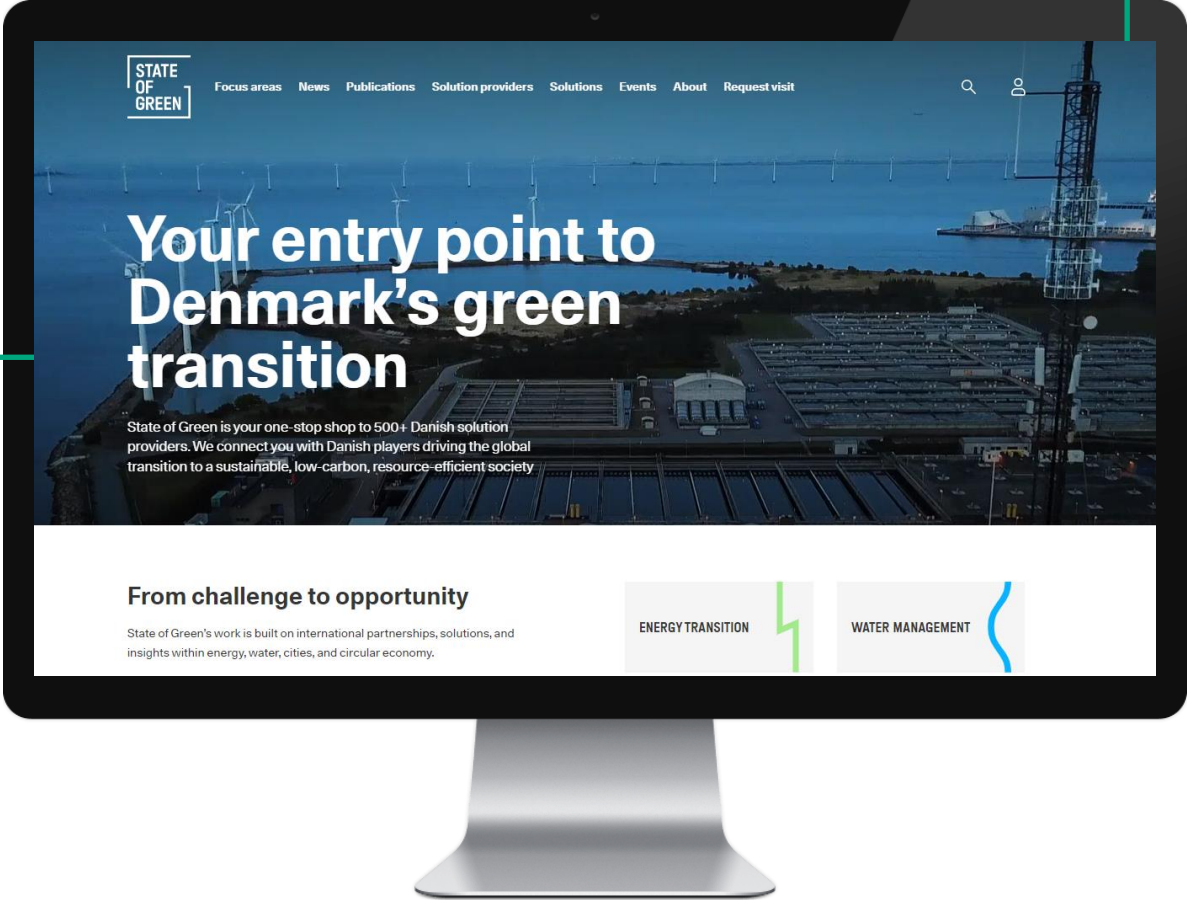 STATE
OF
GREEN
Focus areas News Publications Solution providers Solutions Events About Request visit
Your entry point to
Denmark’s green
transition
State of Green is your one-stop shop to 500+ Danish solution
providers. We connect you with Danish players driving the global
transition to a sustainable, low-carbon, resource-efficient society
From challenge to opportunity
State of Green's work is built on international partnerships, solutions, and
insights within energy, water, cities, and circular economy.
ENERGY TRANSITION
WATER MANAGEMENT